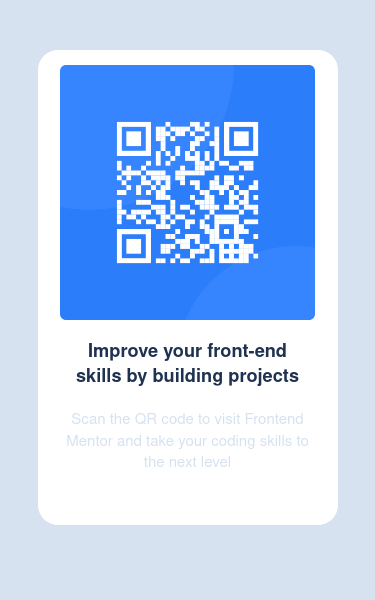 Improve your front-end
skills by building projects
Scan the QR code to visit Frontend
Mentor and take your coding skills to
the next level